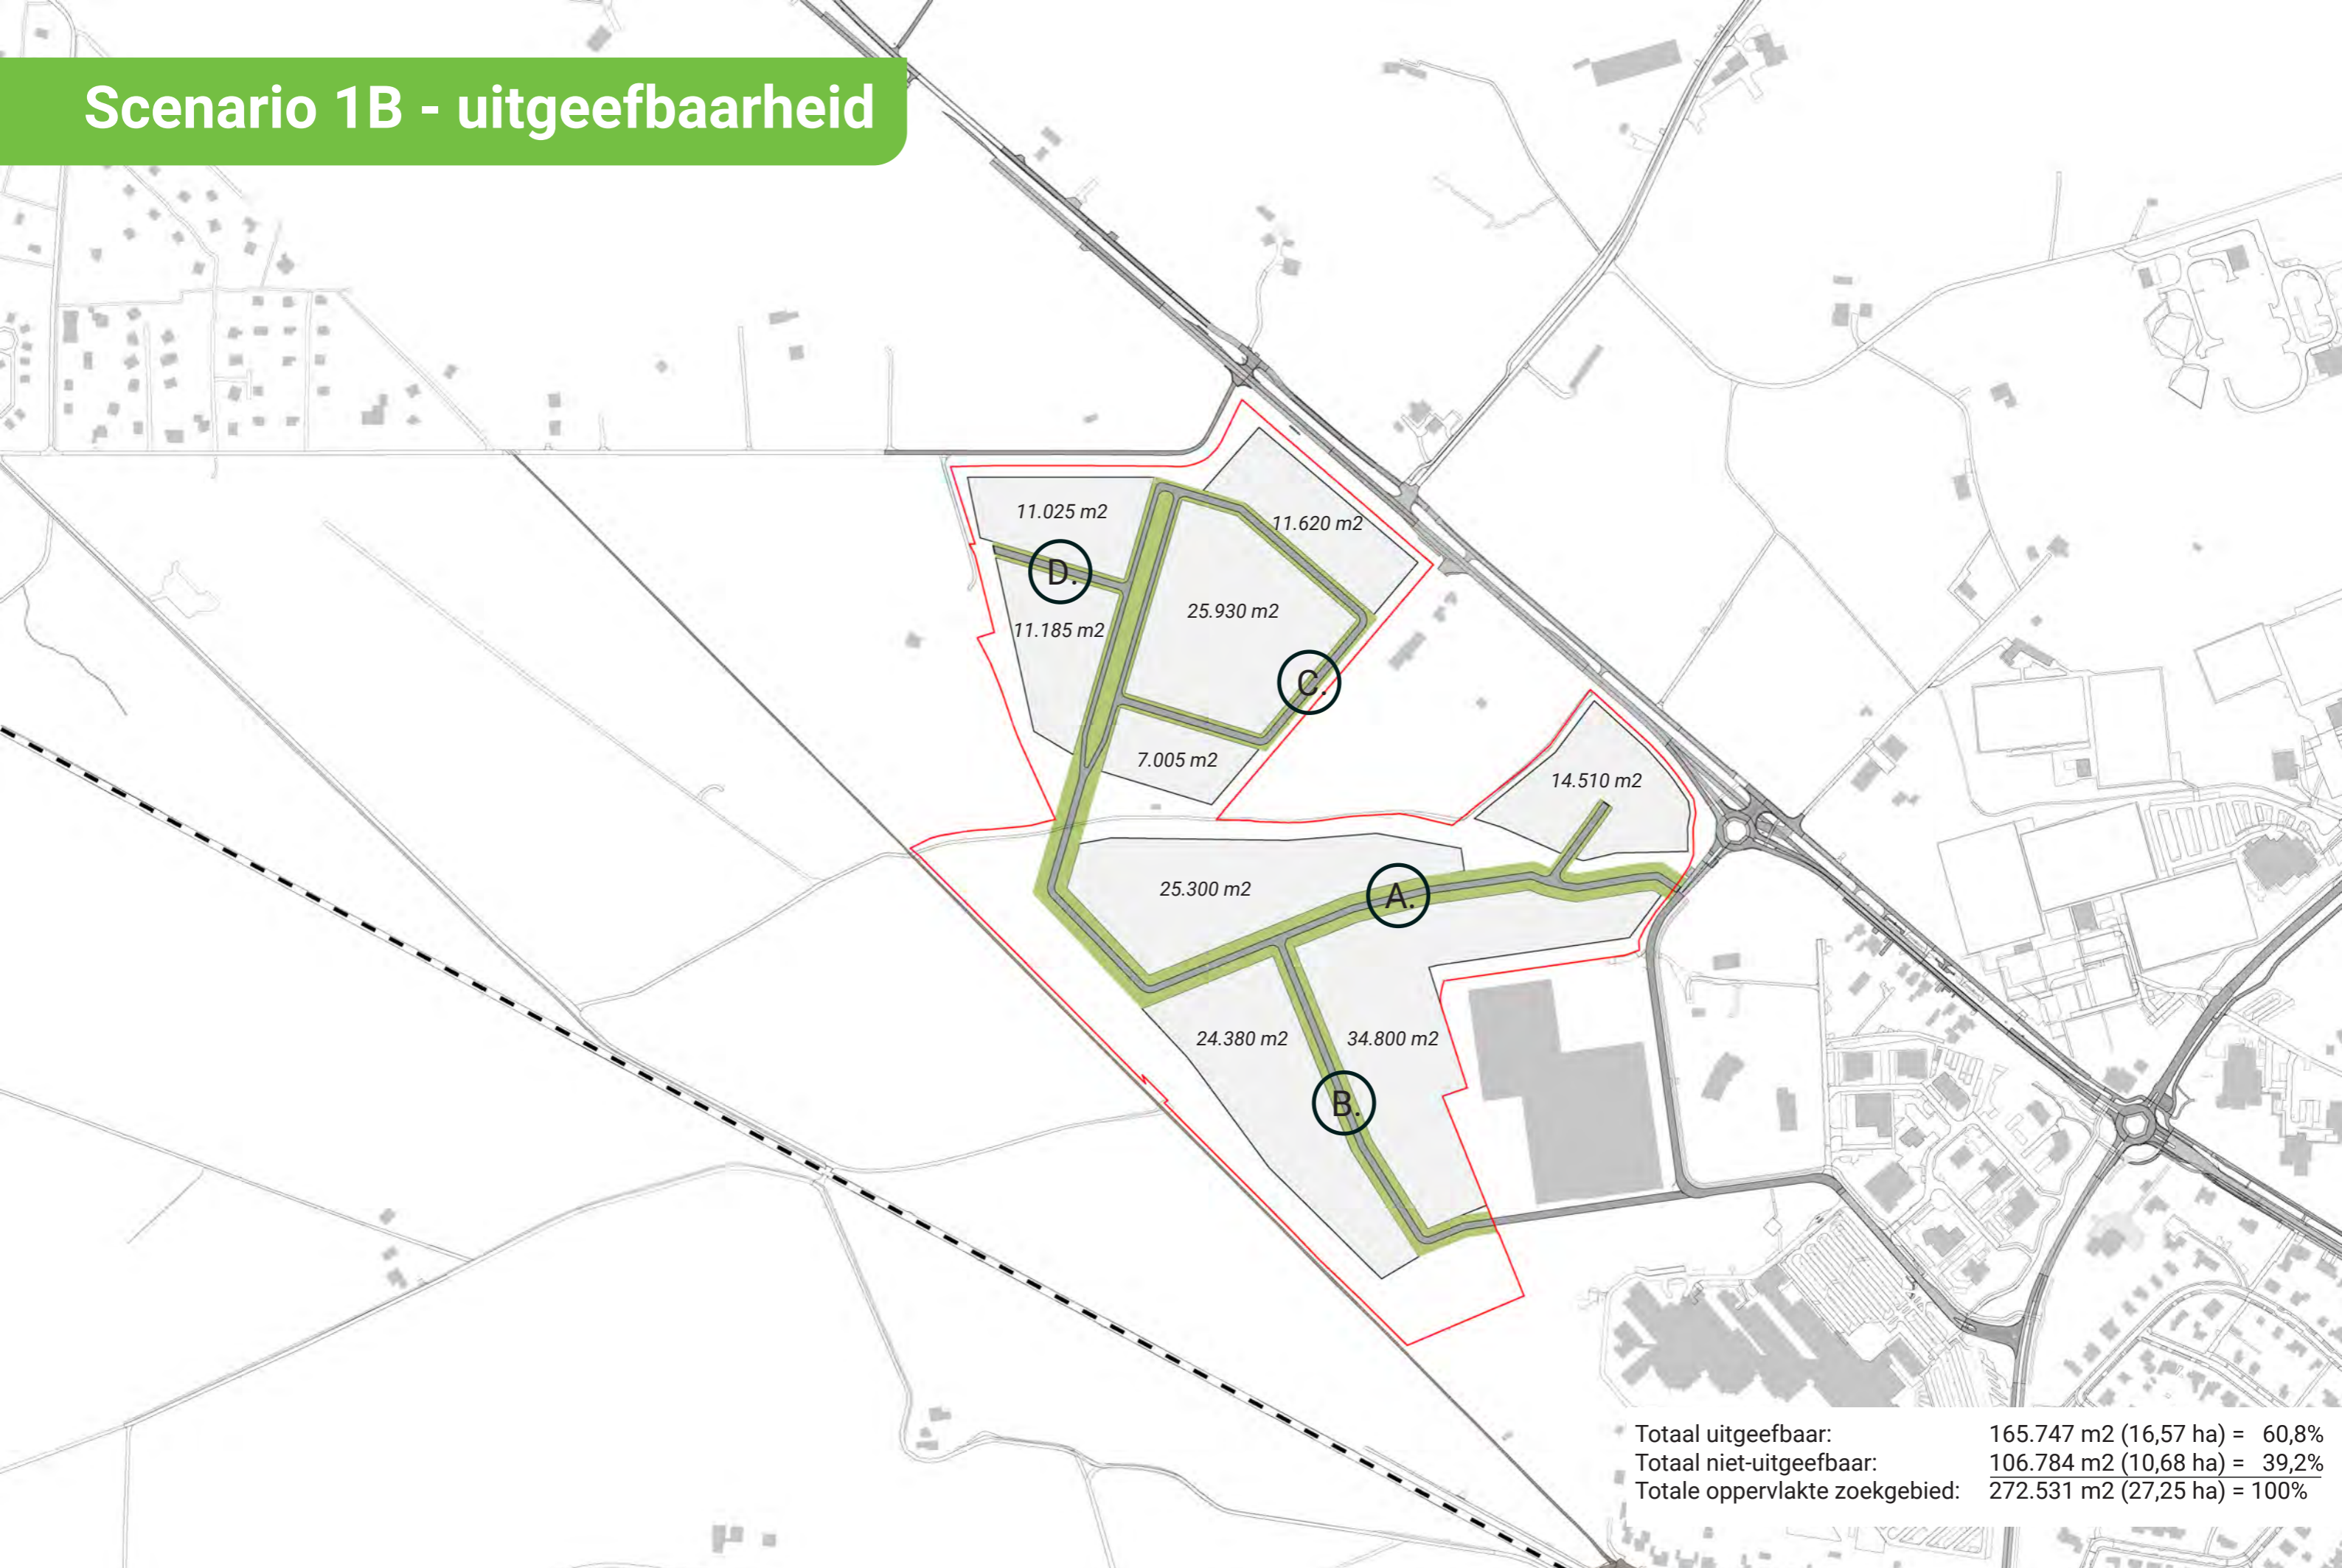 Scenario 1B - uitgeefbaarheid
11.025 m2
11.620 m2
D.
25.930 m2
11.185 m2
C.
7.005 m2
14.510 m2
25.300 m2
A.
24.380 m2
34.800 m2
B.
Totaal uitgeefbaar: 165.747 m2 (16,57 ha) = 60,8%
Totaal niet-uitgeefbaar: 106.784 m2 (10,68 ha) = 39,2%
Totale oppervlakte zoekgebied: 272.531 m2 (27,25 ha) = 100%